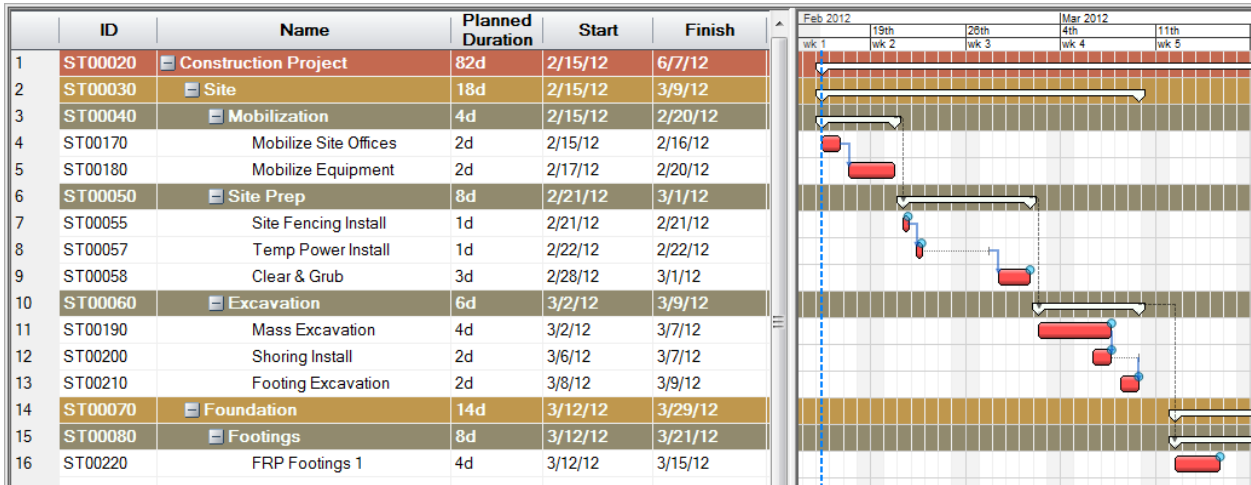 ID Name Planned Duration Start Finish
Feb 2012 Mar 2012
19th 26th 4th 11th
wk 1 wk 2 wk 3 wk 4 wk 5
1 ST00020 Construction Project 82d 2/15/12 6/7/12
2 ST00030 Site 18d 2/15/12 3/9/12
3 ST00040 Mobilization 4d 2/15/12 2/20/12
4 ST00170 Mobilize Site Offices 2d 2/15/12 2/16/12
5 ST00180 Mobilize Equipment 2d 2/17/12 2/20/12
6 ST00050 Site Prep 8d 2/21/12 3/1/12
7 ST00055 Site Fencing Install 1d 2/21/12 2/21/12
8 ST00057 Temp Power Install 1d 2/22/12 2/22/12
9 ST00058 Clear & Grub 3d 2/28/12 3/1/12
10 ST00060 Excavation 6d 3/2/12 3/9/12
11 ST00190 Mass Excavation 4d 3/2/12 3/7/12
12 ST00200 Shoring Install 2d 3/6/12 3/7/12
13 ST00210 Footing Excavation 2d 3/8/12 3/9/12
14 ST00070 Foundation 14d 3/12/12 3/29/12
15 ST00080 Footings 8d 3/12/12 3/21/12
16 ST00220 FRP Footings 1 4d 3/12/12 3/15/12